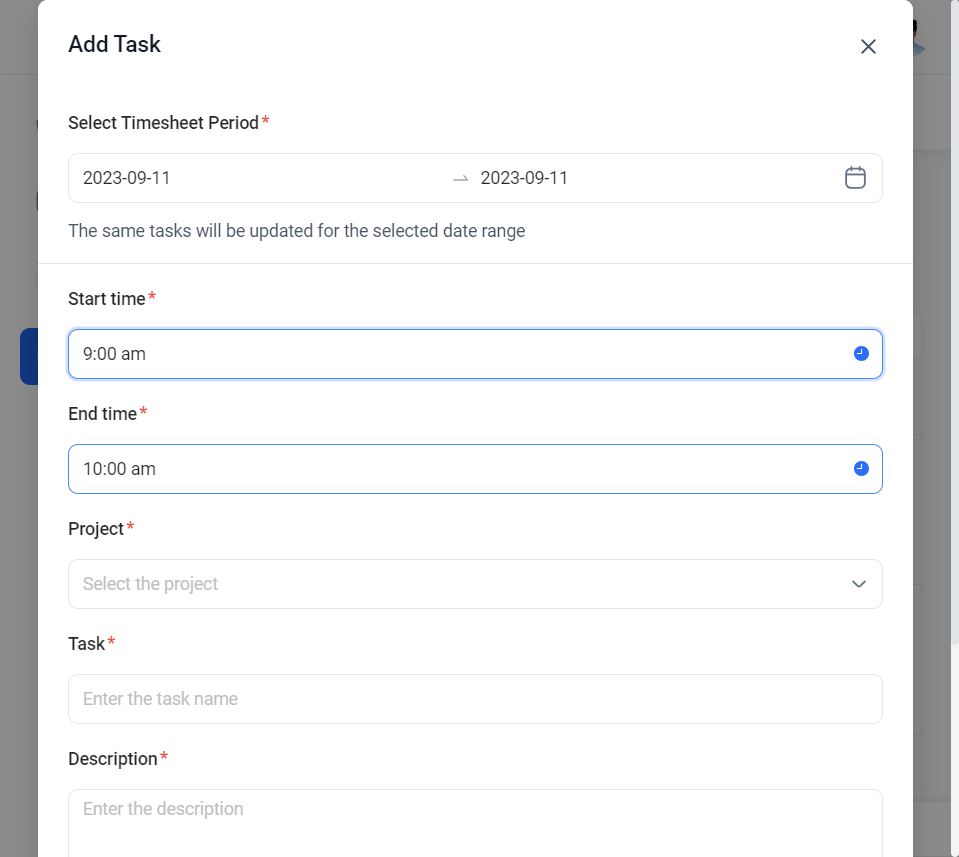 Add Task
Select Timesheet Period*
2023-09-11 → 2023-09-11
The same tasks will be updated for the selected date range
Start time*
9:00 am
End time*
10:00 am
Project*
Select the project
Task*
Enter the task name
Description*
Enter the description